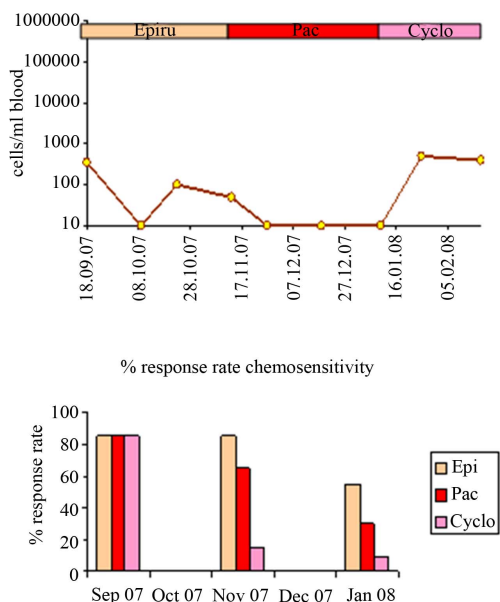 1000000
Epiru Pac Cyclo
100000
10000
1000
100
10
cells/ml blood
18.09.07 08.10.07 28.10.07 17.11.07 07.12.07 27.12.07 16.01.08 05.02.08
% response rate chemosensitivity
100
80
60
40
20
0
% response rate
Sep 07 Oct 07 Nov 07 Dec 07 Jan 08
Epi
Pac
Cyclo